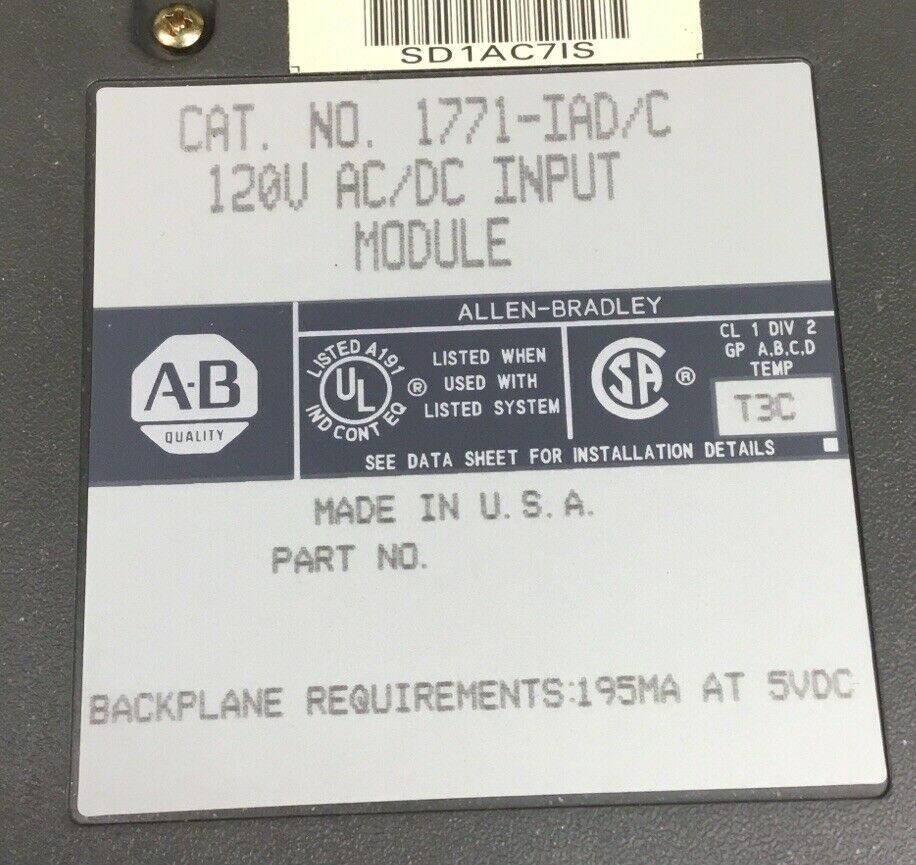 SD1AC7IS
CAT. NO. 1771-IAD/C
120V AC/DC INPUT
MODULE
ALLEN-BRADLEY
A-B
QUALITY
LISTED A191
UL
IND CONT EQ
®
LISTED WHEN
USED WITH
LISTED SYSTEM
SA ®
CL 1 DIV 2
GP A,B,C,D
TEMP
T3C
SEE DATA SHEET FOR INSTALLATION DETAILS
MADE IN U.S.A.
PART NO.
BACKPLANE REQUIREMENTS:195MA AT 5VDC